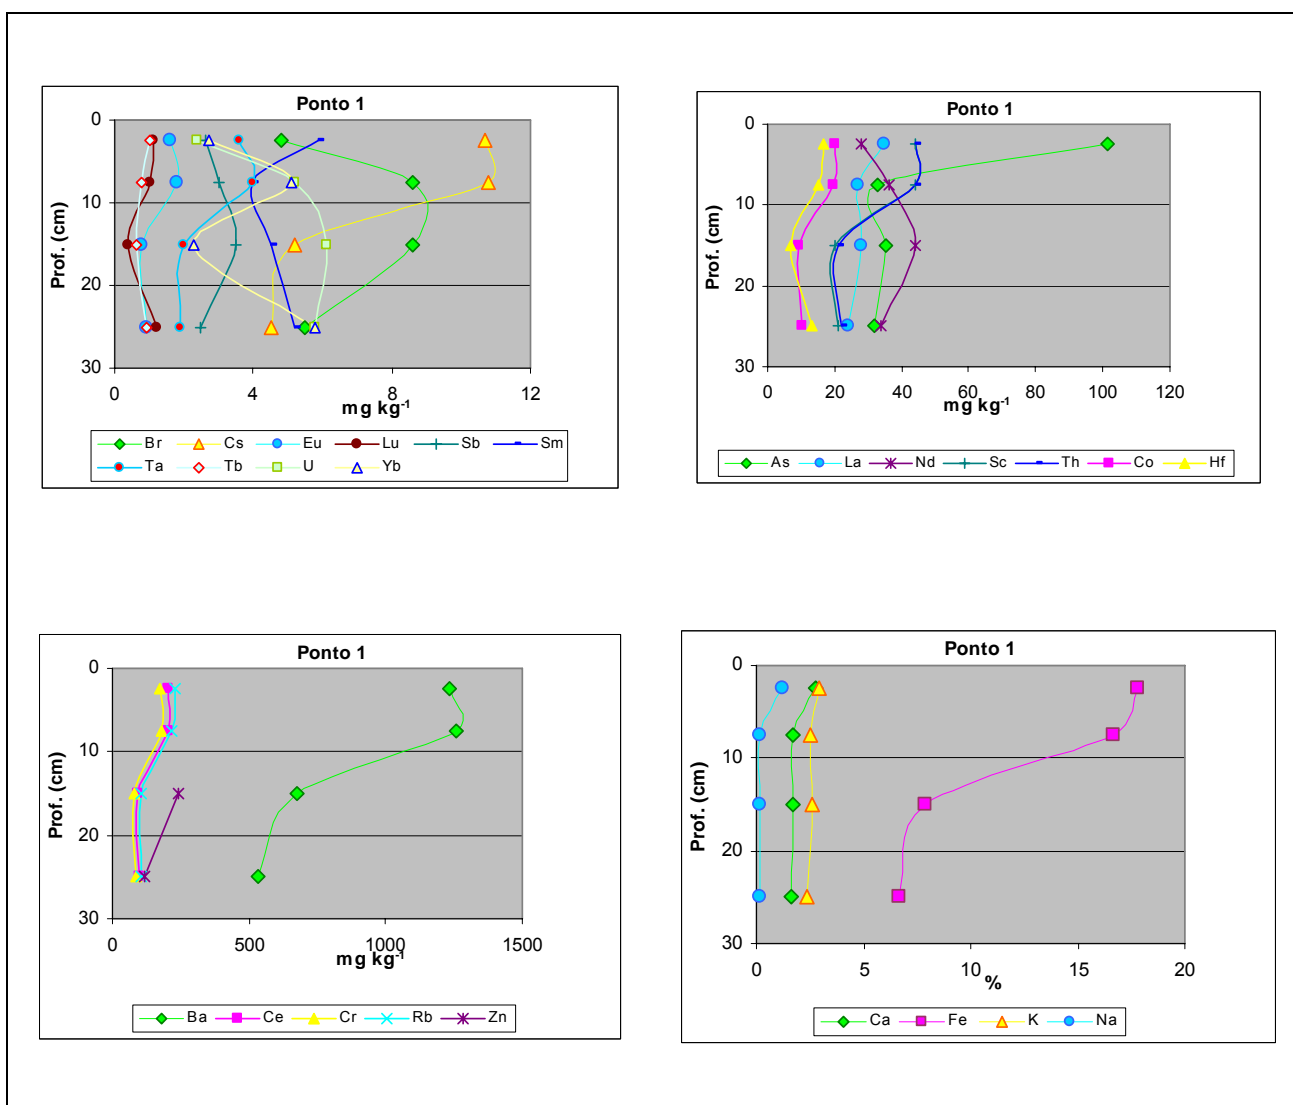 Ponto 1
0
10
20
30
Prof. (cm)
0 4 8 12
mg kg-1
Br Cs Eu Lu Sb Sm
Ta Tb U Yb
Ponto 1
0
10
20
30
Prof. (cm)
0 20 40 60 80 100 120
mg kg-1
As La Nd Sc Th Co Hf
Ponto 1
0
10
20
30
Prof. (cm)
0 500 1000 1500
mg kg-1
Ba Ce Cr Rb Zn
Ponto 1
0
10
20
30
Prof. (cm)
0 5 10 15 20
%
Ca Fe K Na